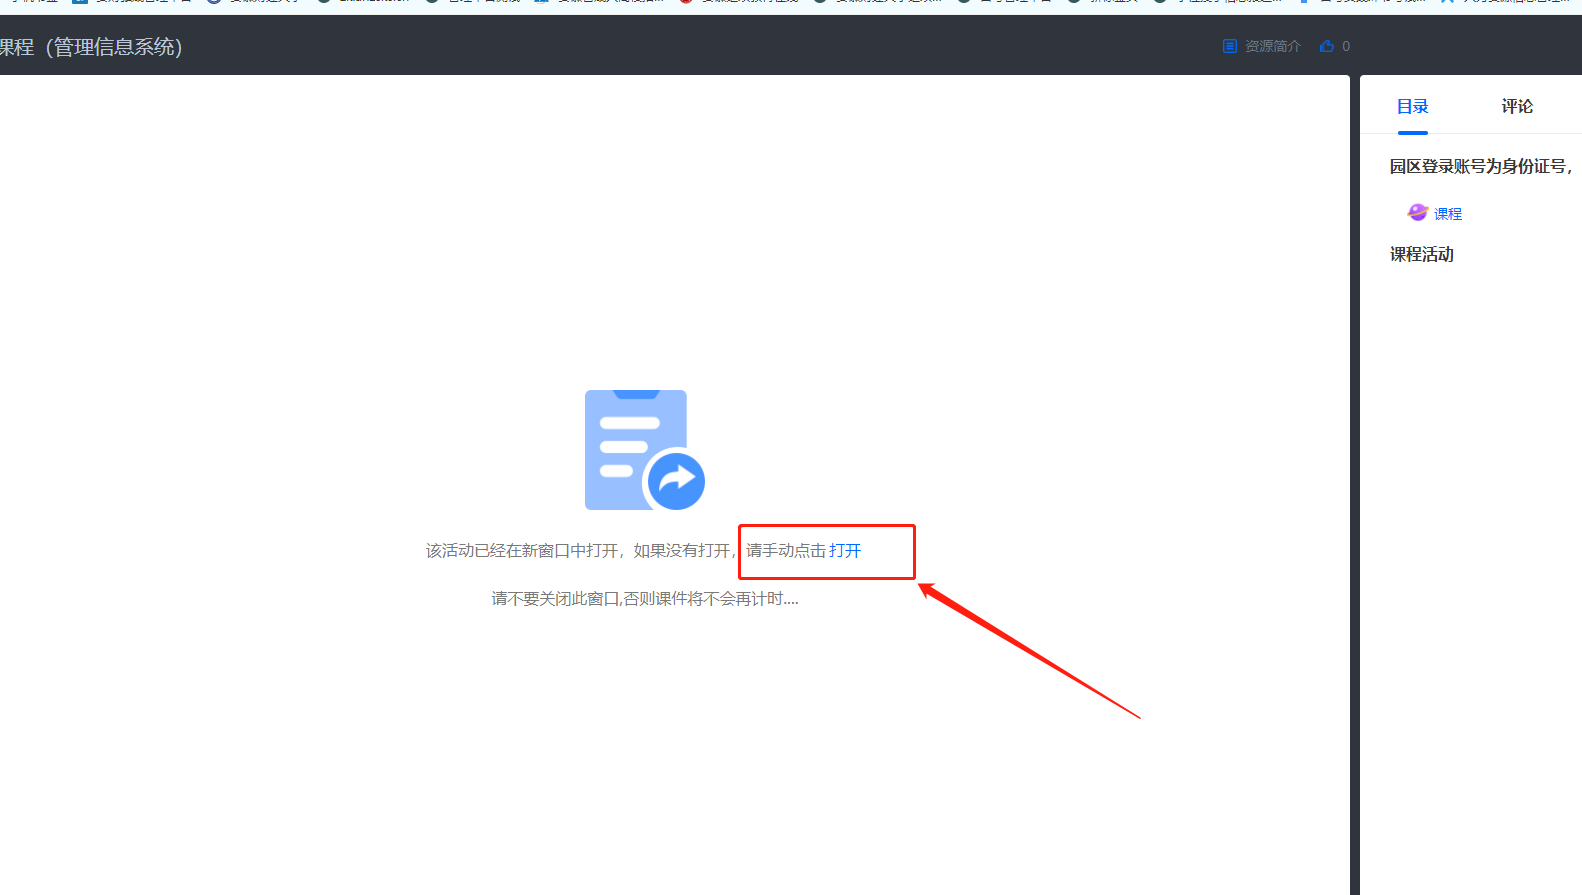 课程（管理信息系统）
资源简介 0
目录 评论
园区登录账号为身份证号，
课程
课程活动
该活动已经在新窗口中打开，如果没有打开，请手动点击 打开
请不要关闭此窗口,否则课件将不会再计时....